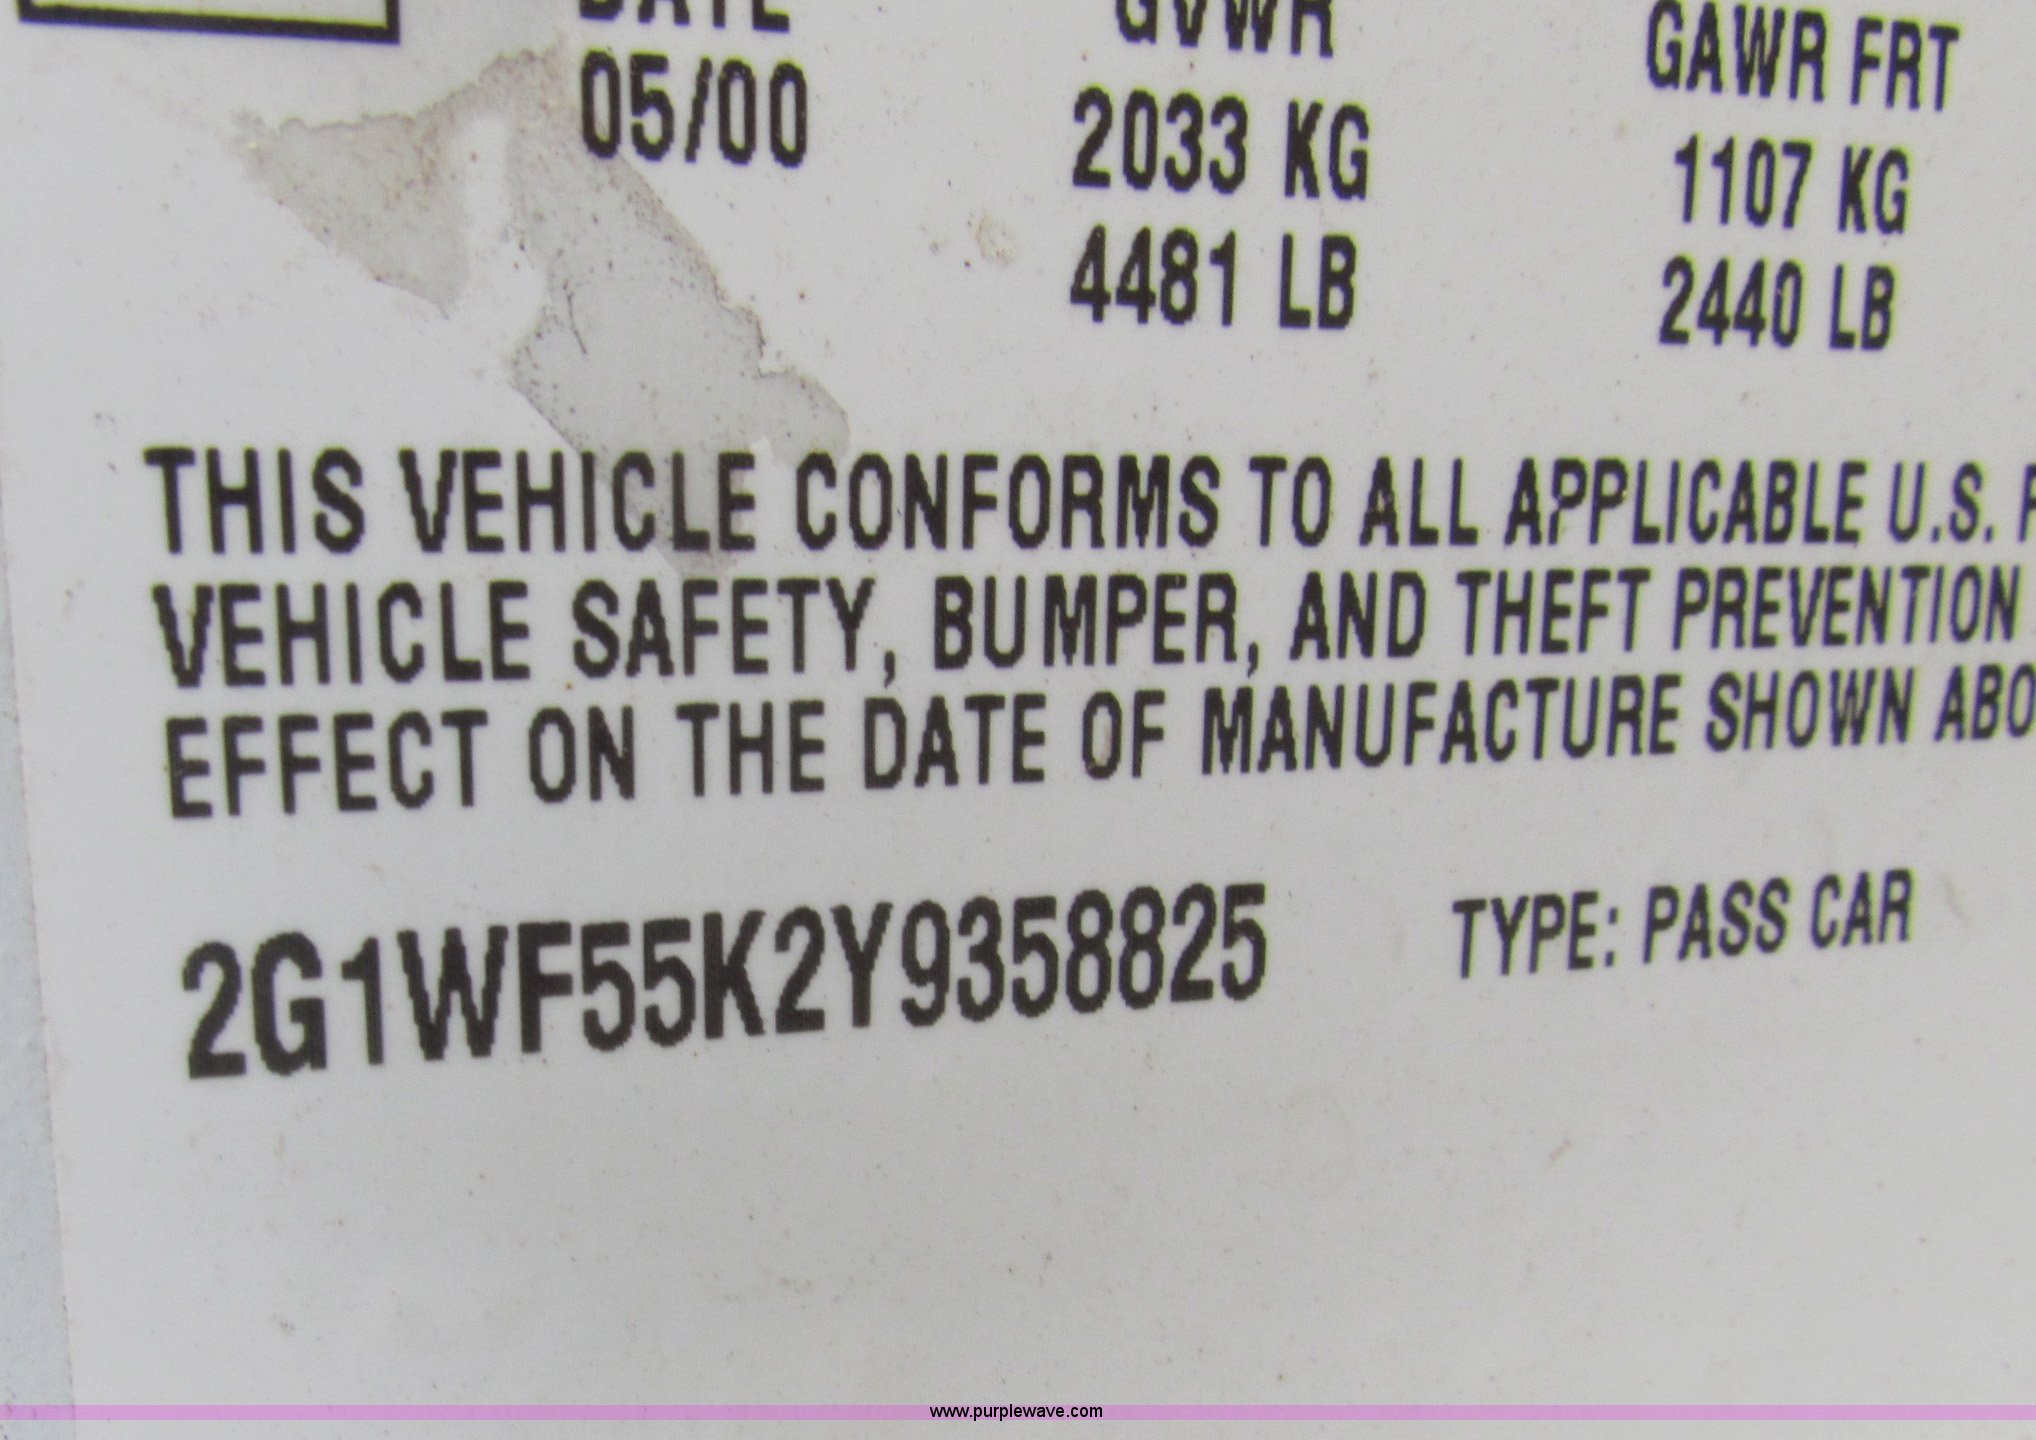 DATE GVWR GAWR FRT
05/00 2033 KG 1107 KG
4481 LB 2440 LB
THIS VEHICLE CONFORMS TO ALL APPLICABLE U.S.
VEHICLE SAFETY, BUMPER, AND THEFT PREVENTION
EFFECT ON THE DATE OF MANUFACTURE SHOWN ABO
2G1WF55K2Y9358825 TYPE: PASS CAR
www.purplewave.com